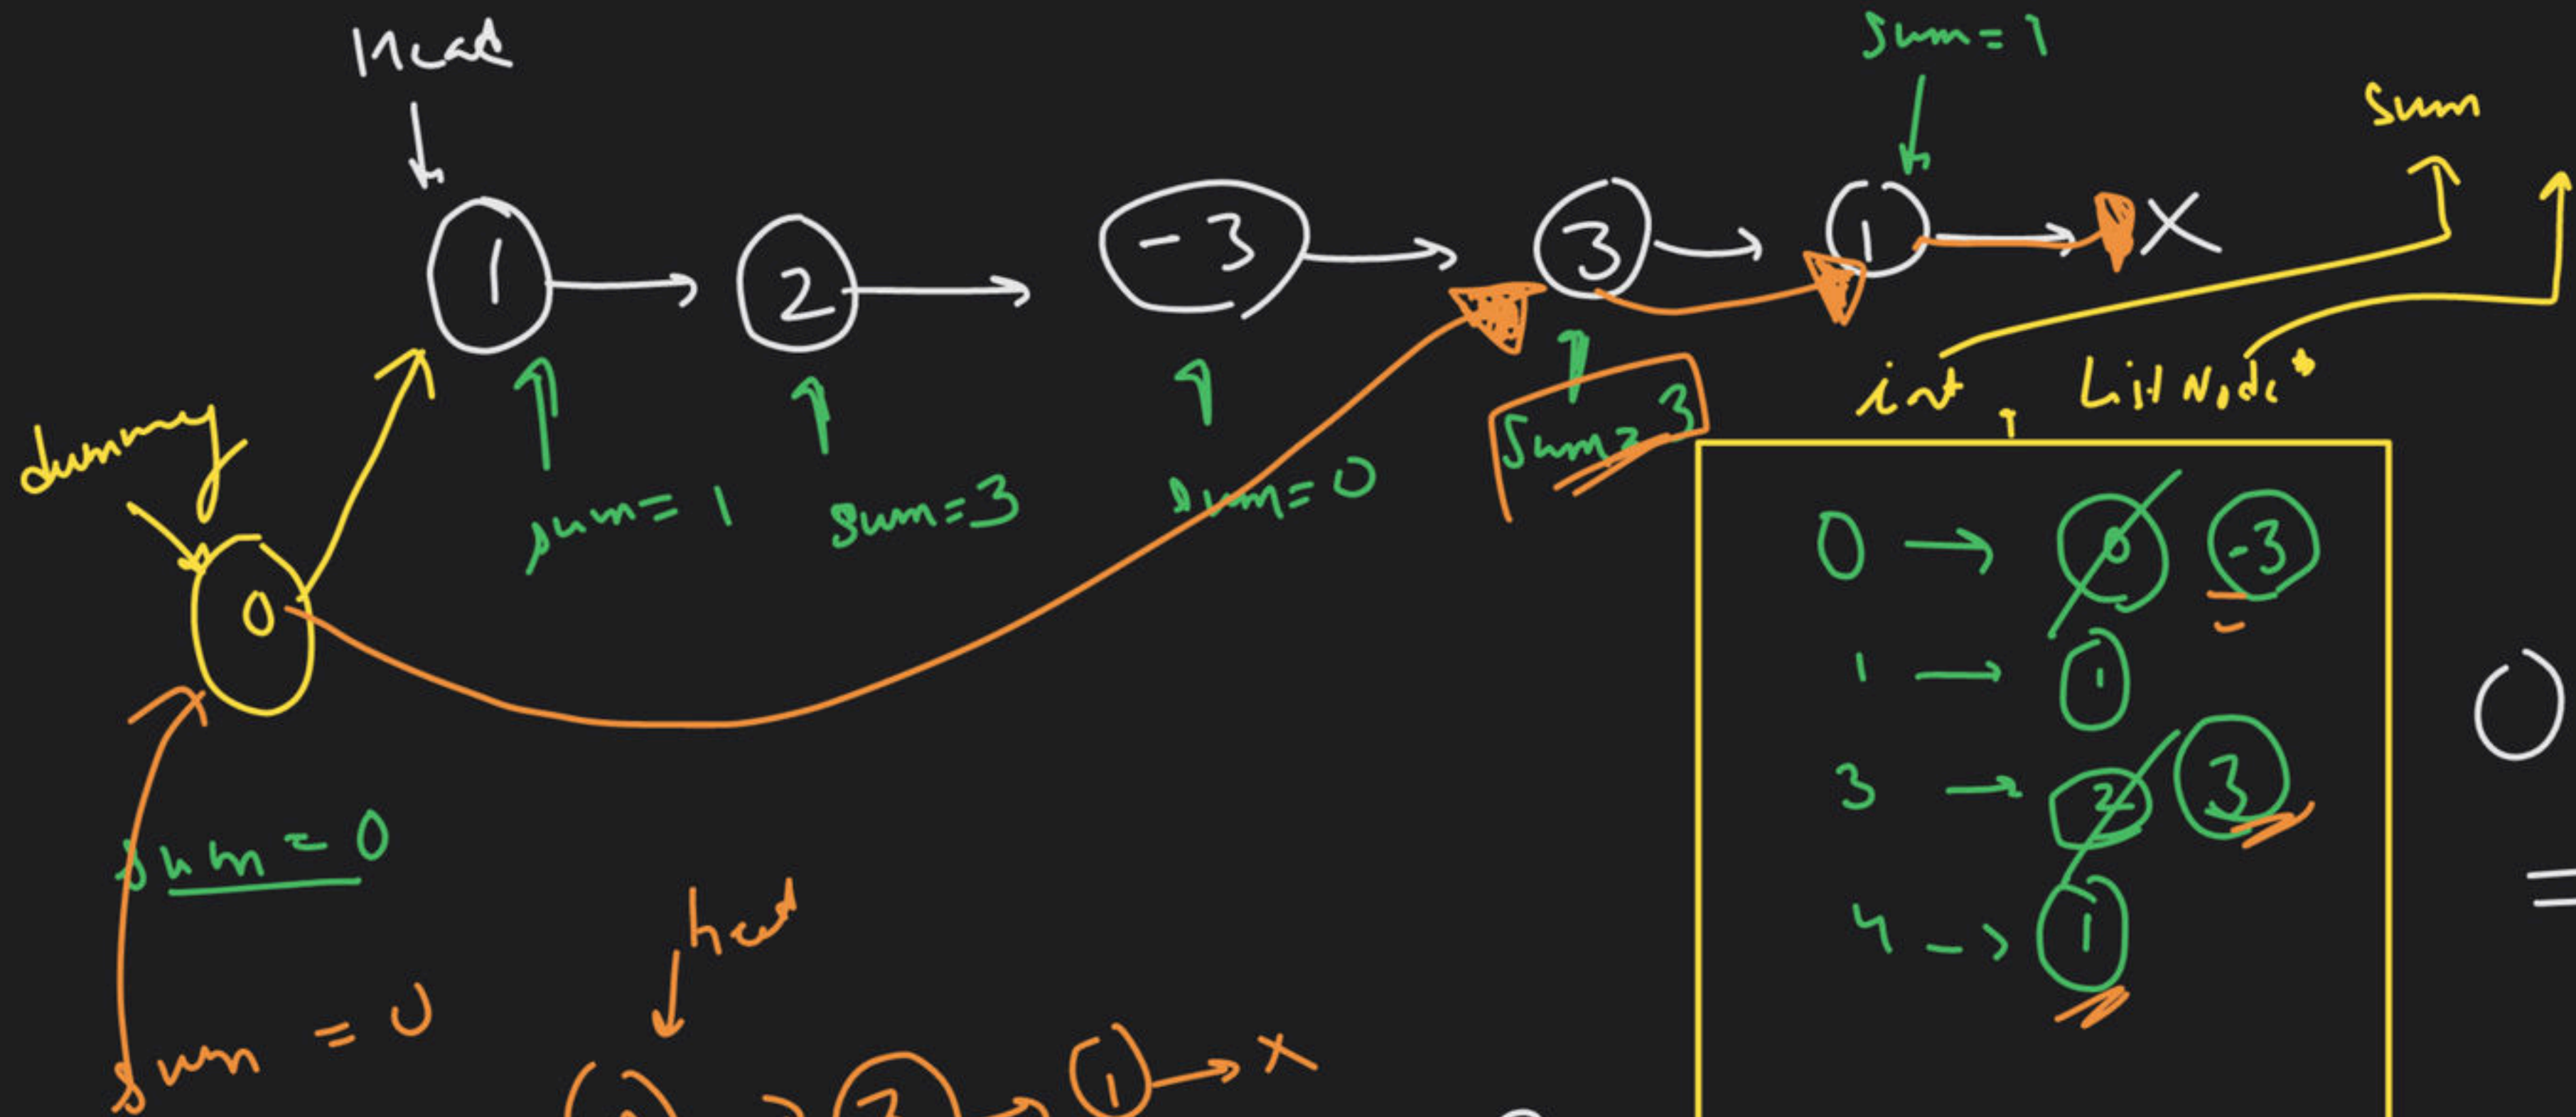 head
sum = 1
sum
1 → 2 → -3 → 3 → 1 → X
int, ListNode*
dummy
sum = 1
sum = 3
sum = 0
sum = 3
0
0 → 0 -3
1 → 1
3 → 2 3
4 -> 1
0
sum = 0
=
head
sum = 0
1 → X